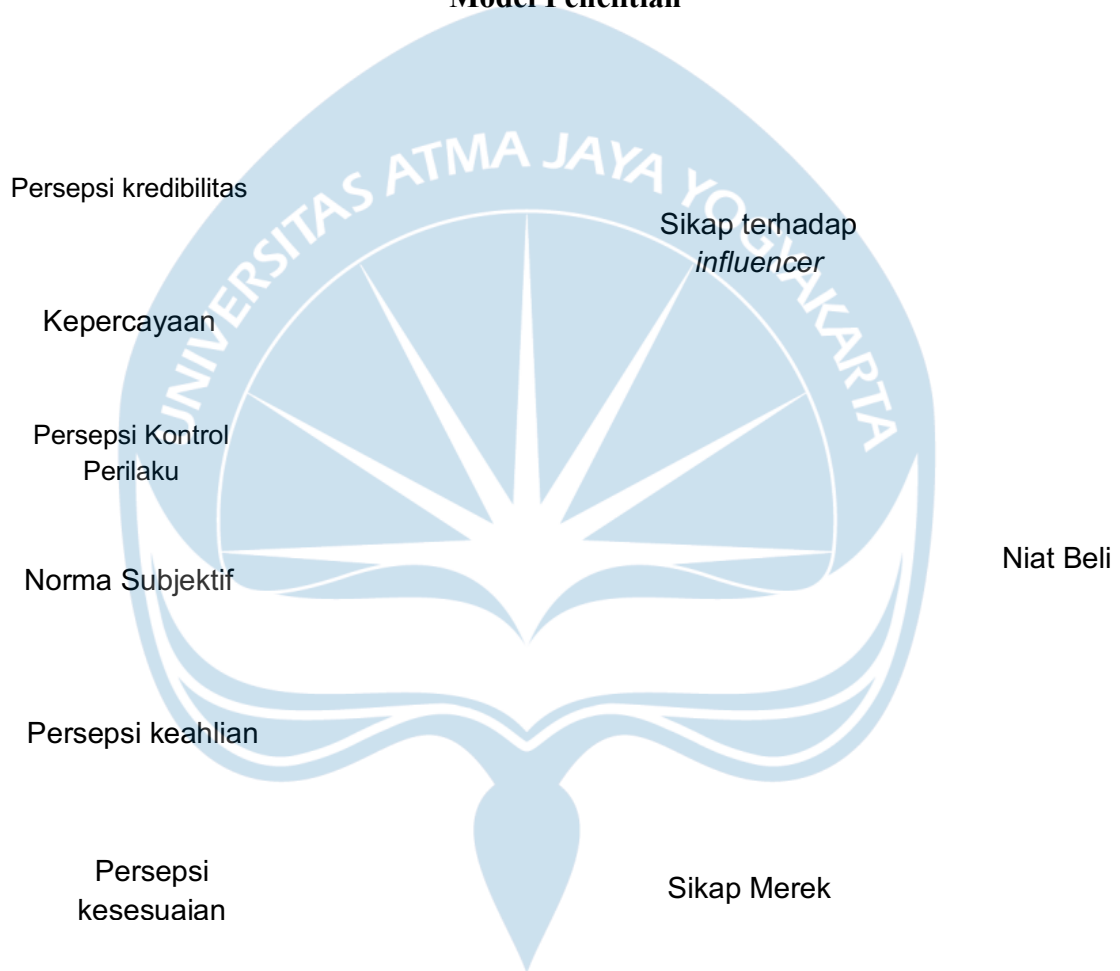 Model Penelitian
UNIVERSITAS ATMA JAYA YOGYAKARTA
Persepsi kredibilitas
Sikap terhadap
influencer
Kepercayaan
Persepsi Kontrol
Perilaku
Niat Beli
Norma Subjektif
Persepsi keahlian
Persepsi
kesesuaian
Sikap Merek